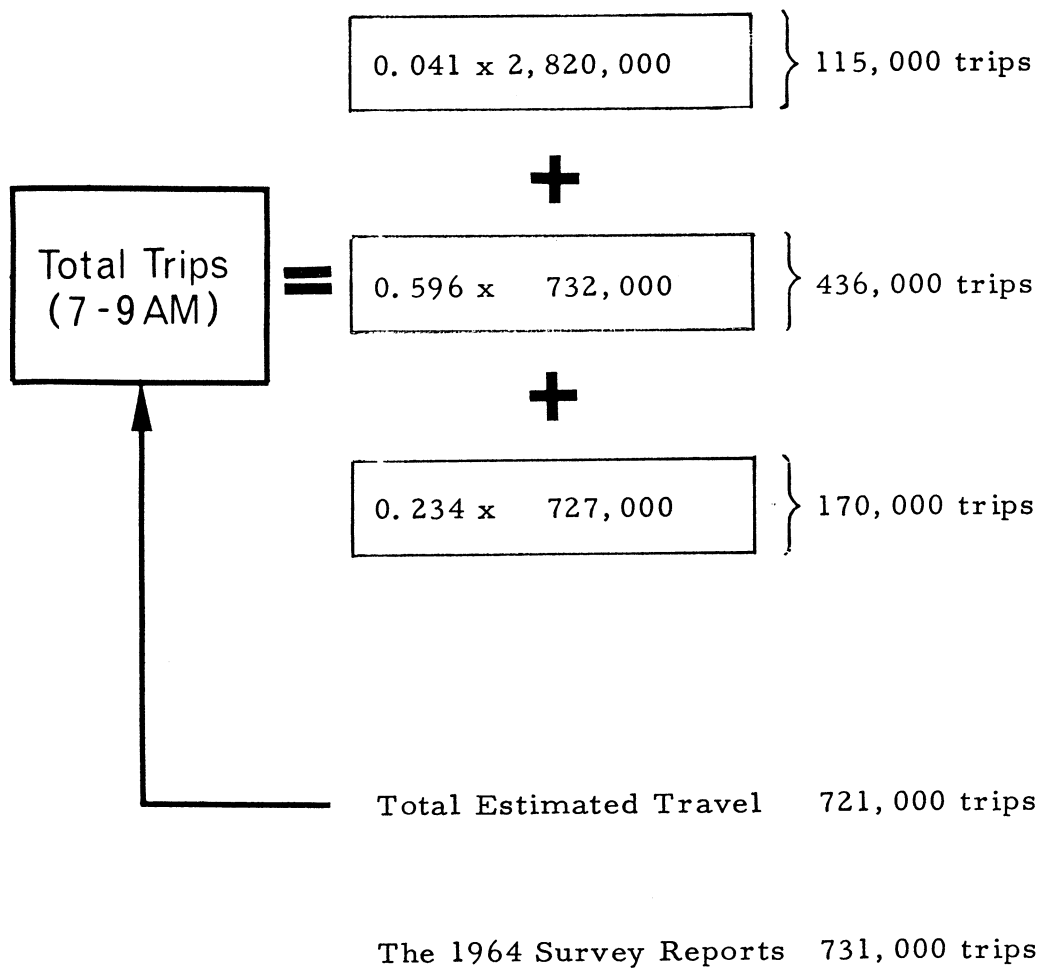 0.041 x 2,820,000 } 115,000 trips
+
Total Trips
(7-9AM)
=
0.596 x 732,000 } 436,000 trips
+
0.234 x 727,000 } 170,000 trips
Total Estimated Travel 721,000 trips
The 1964 Survey Reports 731,000 trips